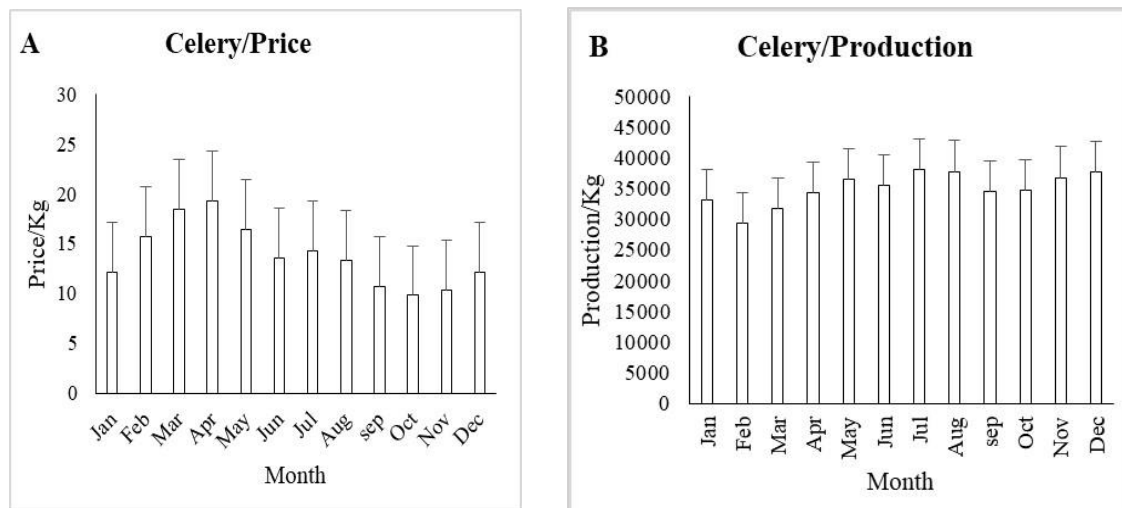 A
Celery/Price
Price/Kg
30
25
20
15
10
5
0
Jan
Feb
Mar
Apr
May
Jun
Jul
Aug
sep
Oct
Nov
Dec
Month
B
Celery/Production
Production/Kg
50000
45000
40000
35000
30000
25000
20000
15000
10000
5000
0
Jan
Feb
Mar
Apr
May
Jun
Jul
Aug
sep
Oct
Nov
Dec
Month